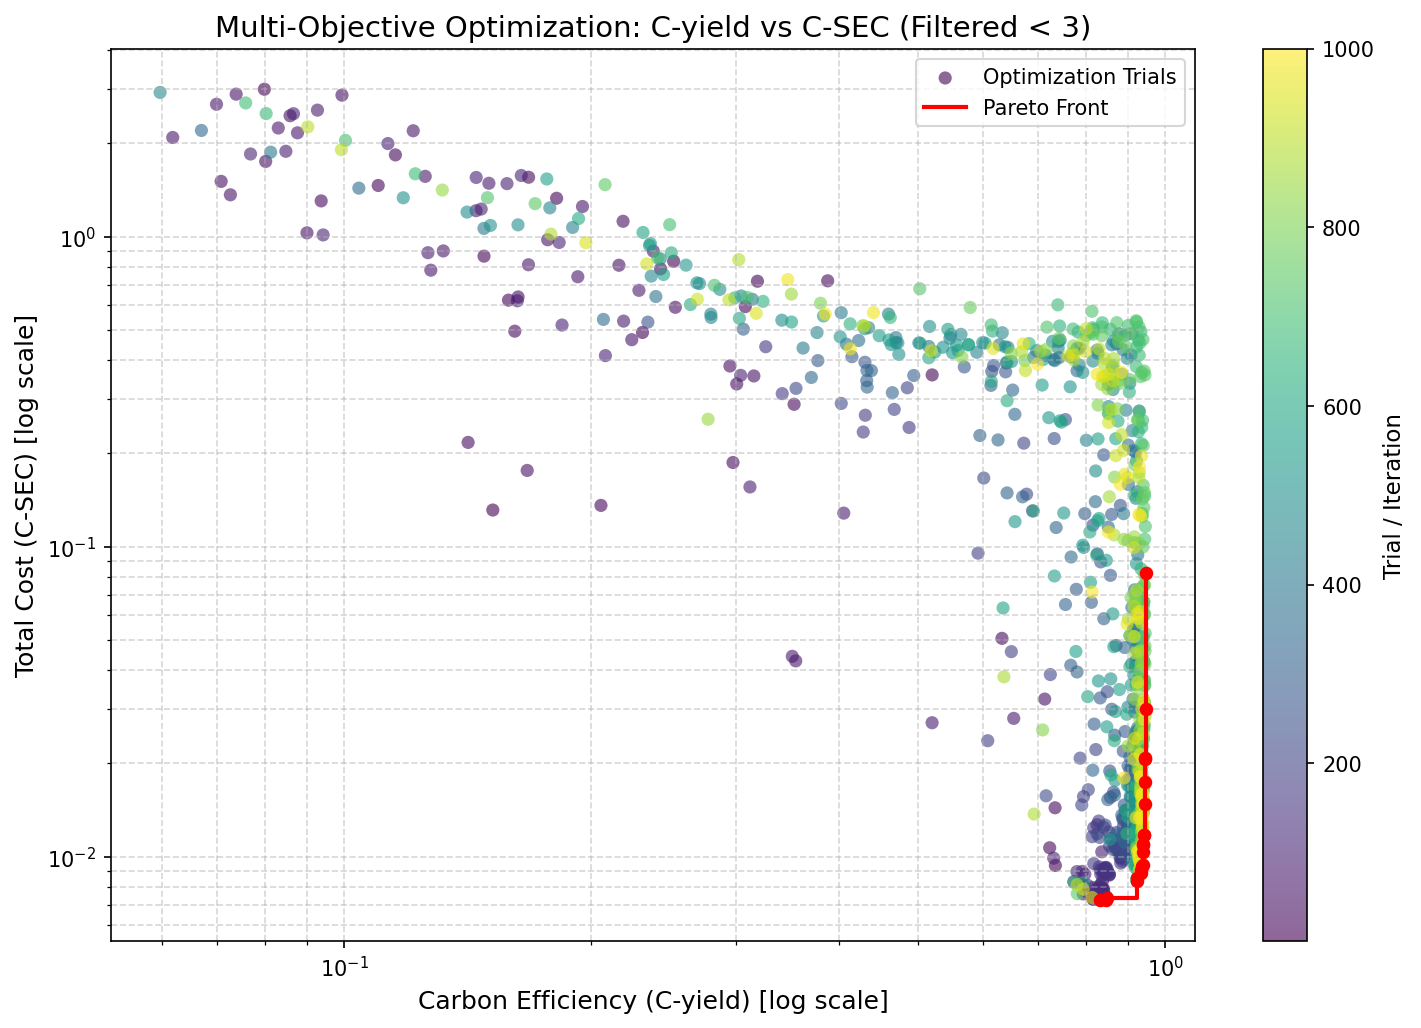 Multi-Objective Optimization: C-yield vs C-SEC (Filtered < 3)
Optimization Trials
Pareto Front
Total Cost (C-SEC) [log scale]
10⁰
10⁻¹
10⁻²
10⁻¹
10⁰
Carbon Efficiency (C-yield) [log scale]
1000
800
600
400
200
Trial / Iteration